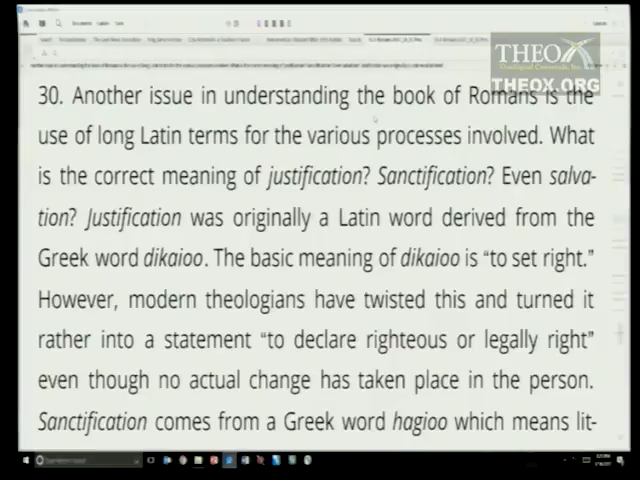 THEOX
THEOX.ORG
30. Another issue in understanding the book of Romans is the
use of long Latin terms for the various processes involved. What
is the correct meaning of justification? Sanctification? Even salva-
tion? Justification was originally a Latin word derived from the
Greek word dikaioo. The basic meaning of dikaioo is “to set right.”
However, modern theologians have twisted this and turned it
rather into a statement “to declare righteous or legally right”
even though no actual change has taken place in the person.
Sanctification comes from a Greek word hagioo which means lit-